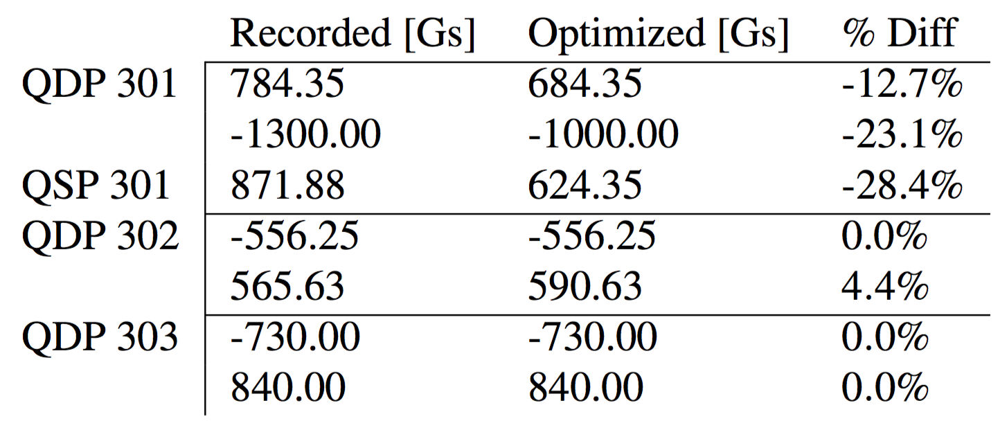 Recorded [Gs] Optimized [Gs] % Diff
QDP 301 784.35 684.35 -12.7%
-1300.00 -1000.00 -23.1%
QSP 301 871.88 624.35 -28.4%
QDP 302 -556.25 -556.25 0.0%
565.63 590.63 4.4%
QDP 303 -730.00 -730.00 0.0%
840.00 840.00 0.0%